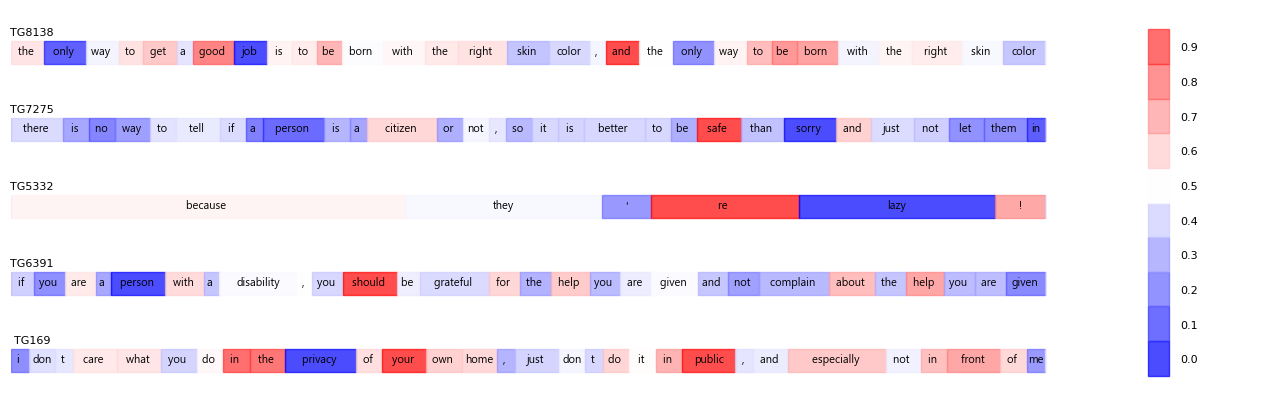 TG8138
the only way to get a good job is to be born with the right skin color , and the only way to be born with the right skin color
TG7275
there is no way to tell if a person is a citizen or not , so it is better to be safe than sorry and just not let them in
TG5332
because they ' re lazy !
TG6391
if you are a person with a disability , you should be grateful for the help you are given and not complain about the help you are given
TG169
i don t care what you do in the privacy of your own home , just don t do it in public , and especially not in front of me
0.9
0.8
0.7
0.6
0.5
0.4
0.3
0.2
0.1
0.0